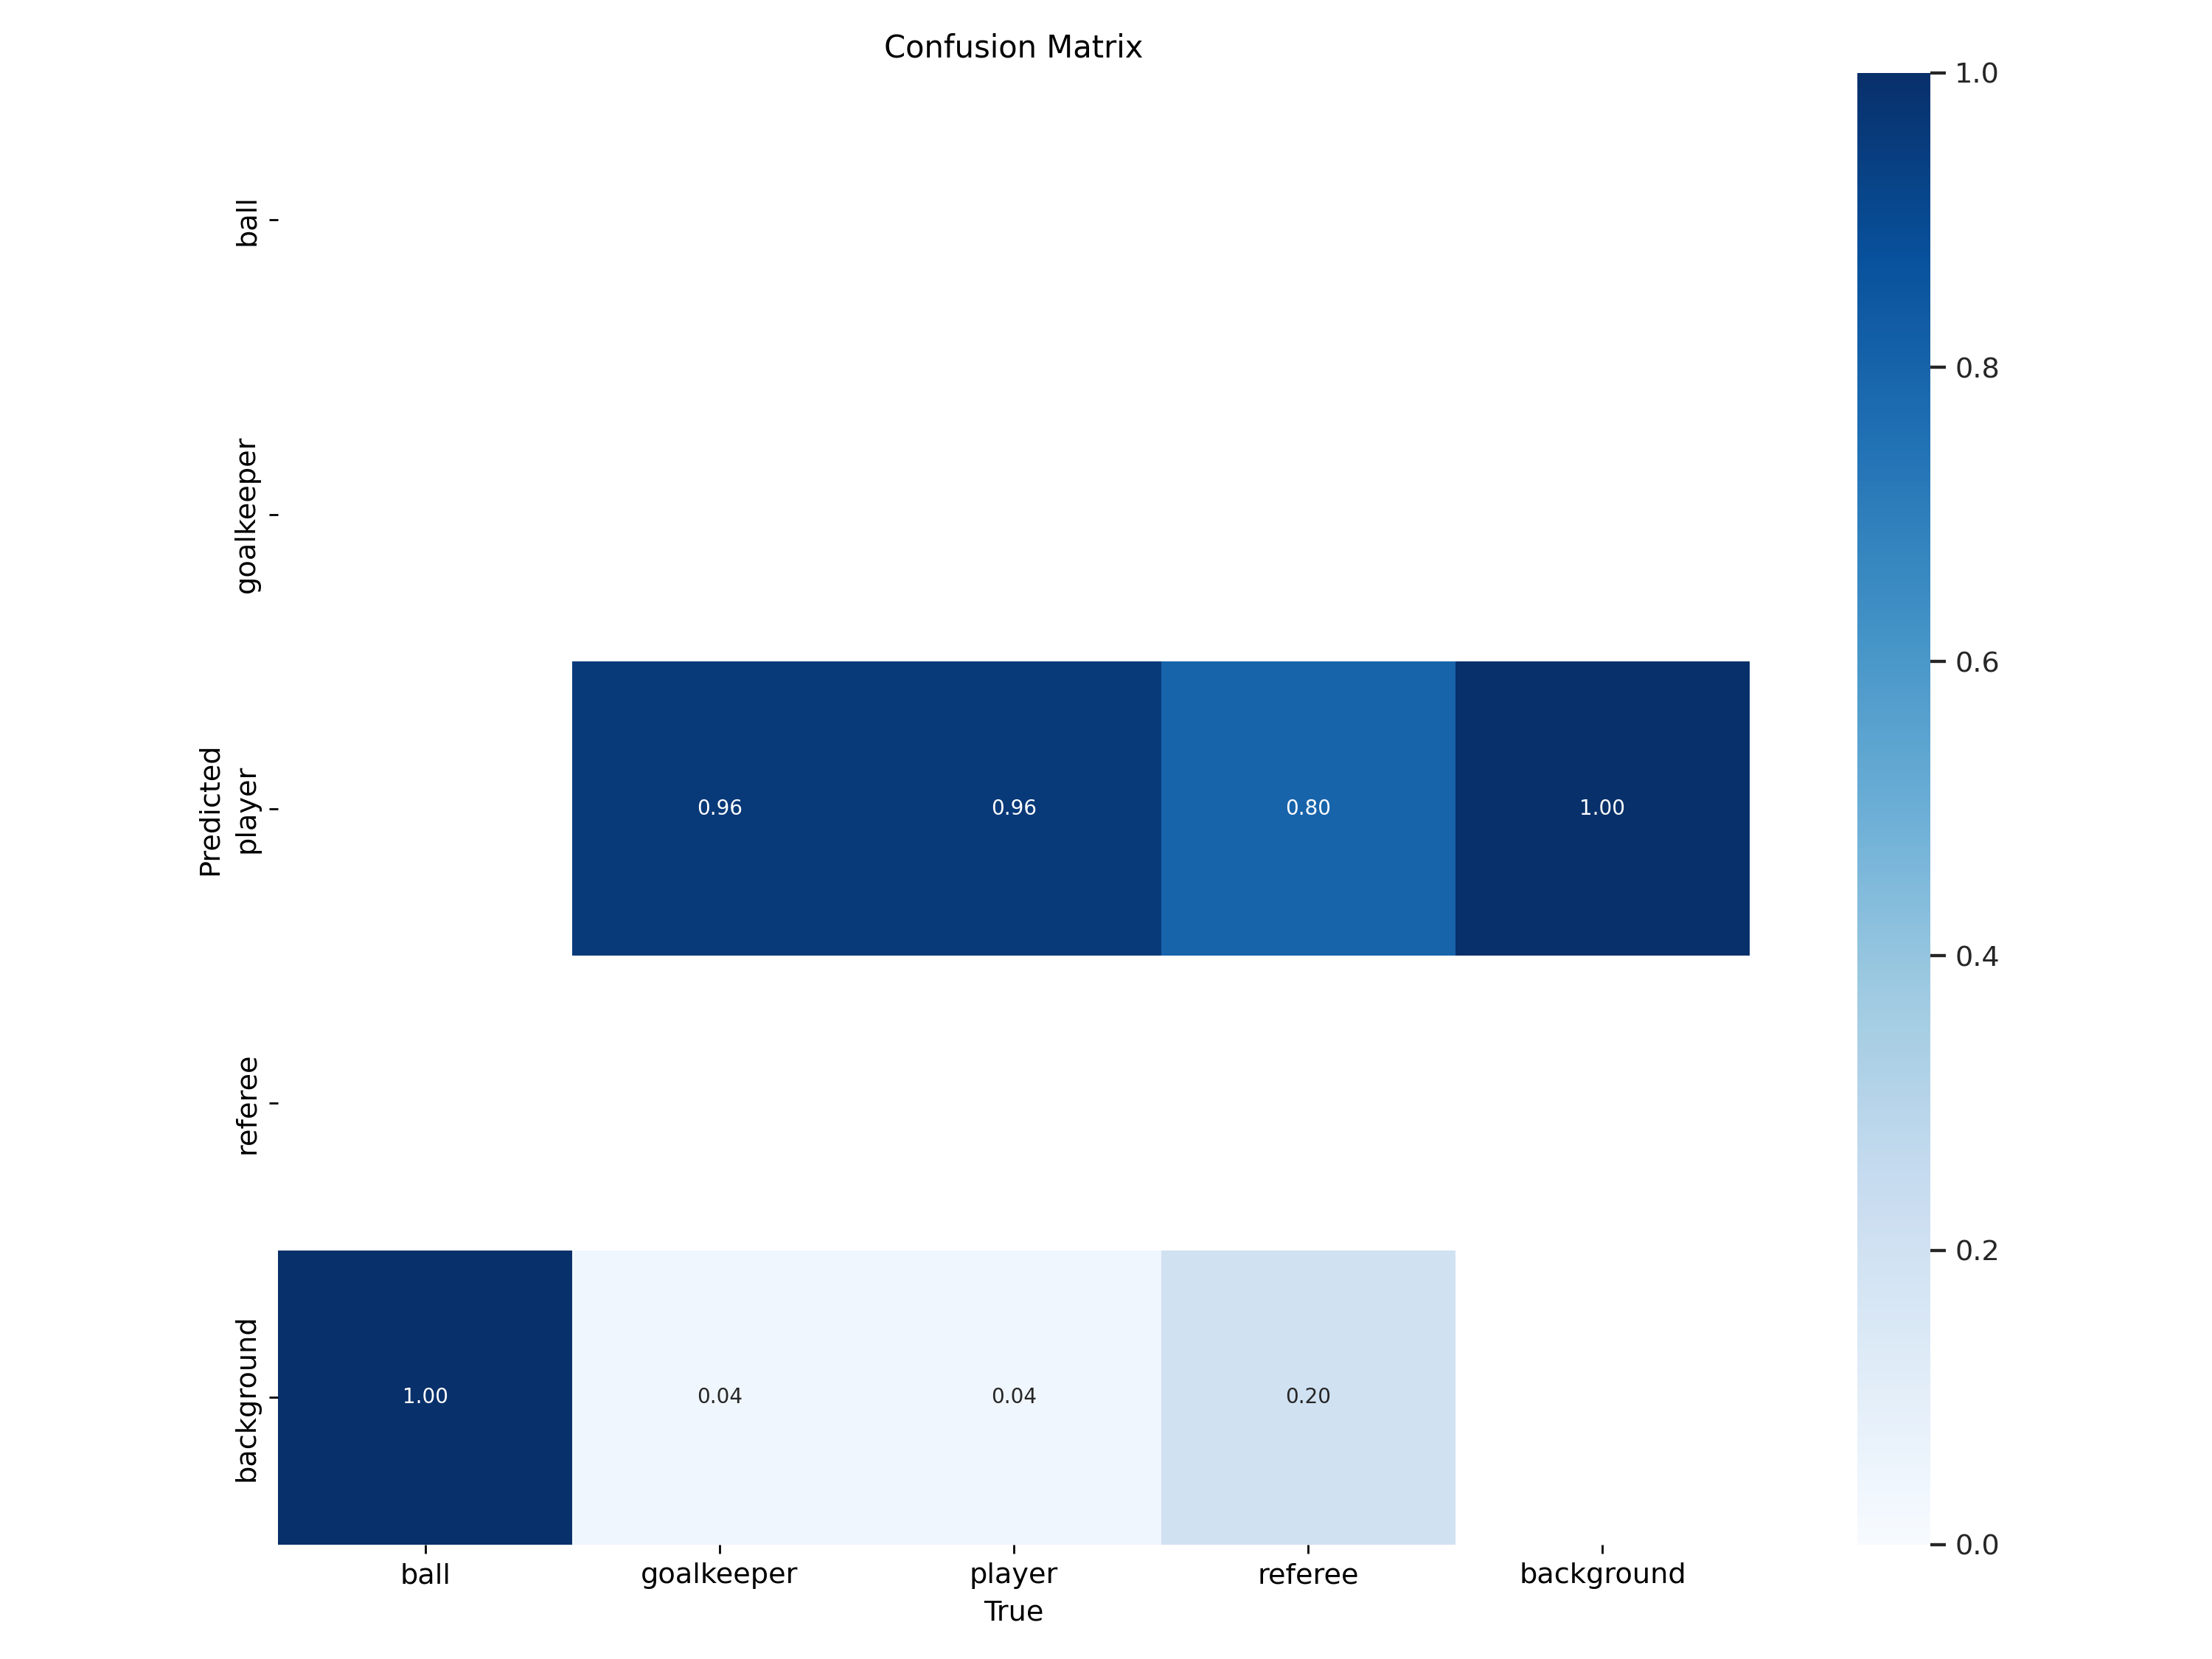 Confusion Matrix
1.0
0.8
0.6
0.4
0.2
0.0
Predicted
ball
goalkeeper
player
referee
background
0.96 0.96 0.80 1.00
1.00 0.04 0.04 0.20
ball goalkeeper player referee background
True